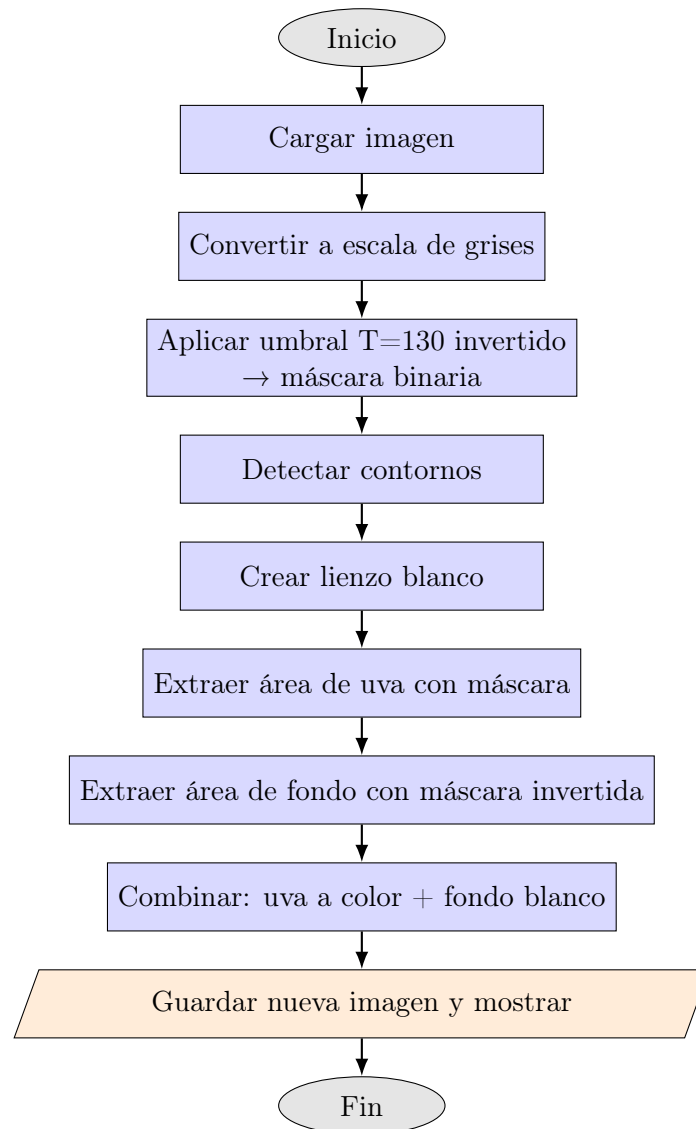 Inicio
Cargar imagen
Convertir a escala de grises
Aplicar umbral T=130 invertido
→ máscara binaria
Detectar contornos
Crear lienzo blanco
Extraer área de uva con máscara
Extraer área de fondo con máscara invertida
Combinar: uva a color + fondo blanco
Guardar nueva imagen y mostrar
Fin